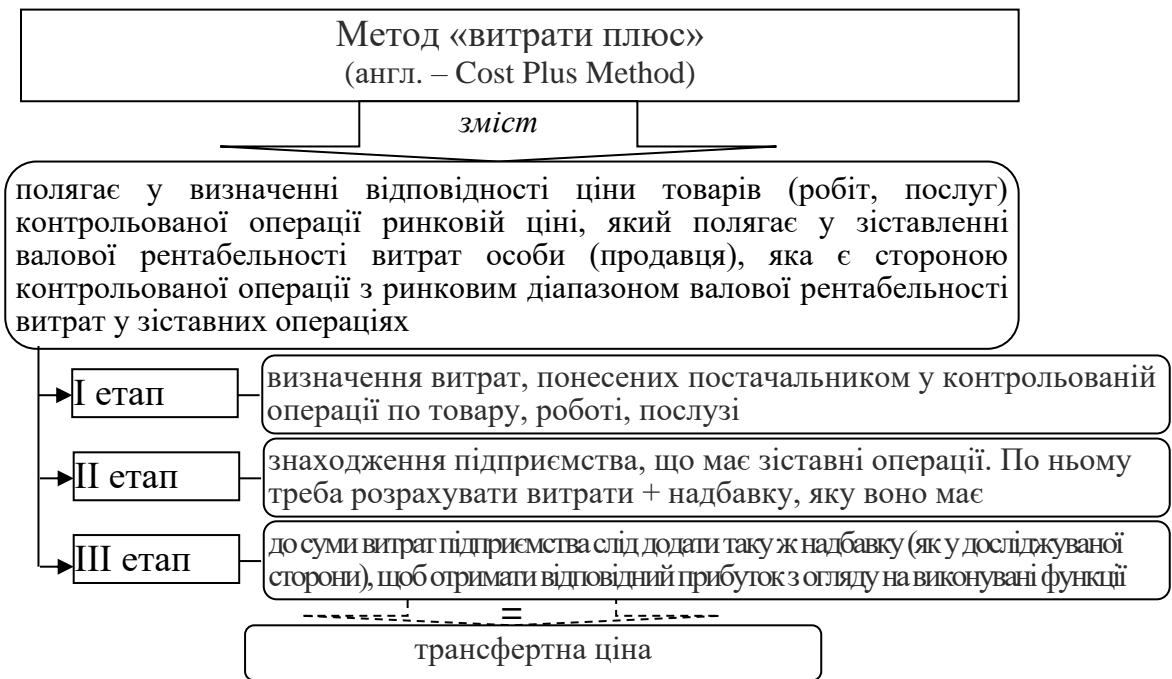 Метод «витрати плюс»
(англ. – Cost Plus Method)
зміст
полягає у визначенні відповідності ціни товарів (робіт, послуг)
контрольованої операції ринковій ціні, який полягає у зіставленні
валової рентабельності витрат особи (продавця), яка є стороною
контрольованої операції з ринковим діапазоном валової рентабельності
витрат у зіставних операціях
І етап
визначення витрат, понесених постачальником у контрольованій
операції по товару, роботі, послузі
ІІ етап
знаходження підприємства, що має зіставні операції. По ньому
треба розрахувати витрати + надбавку, яку воно має
ІІІ етап
до суми витрат підприємства слід додати таку ж надбавку (як у досліджуваної
сторони), щоб отримати відповідний прибуток з огляду на виконувані функції
=
трансфертна ціна